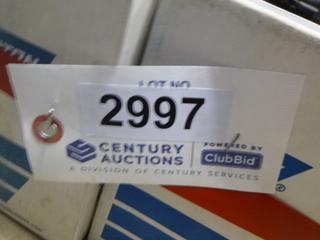 LOT NO.
2997
CENTURY
AUCTIONS
POWERED BY
ClubBid
A DIVISION OF CENTURY SERVICES